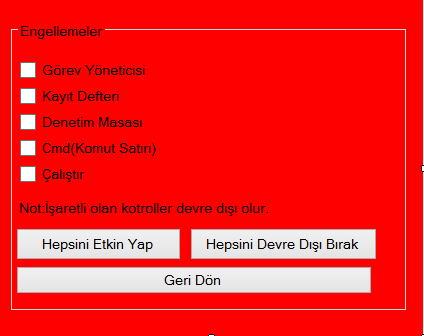 Engellemeler
Görev Yöneticisi
Kayıt Defteri
Denetim Masası
Cmd(Komut Satırı)
Çalıştır
Not:Işaretli olan kotroller devre dışı olur.
Hepsini Etkin Yap
Hepsini Devre Dışı Bırak
Geri Dön